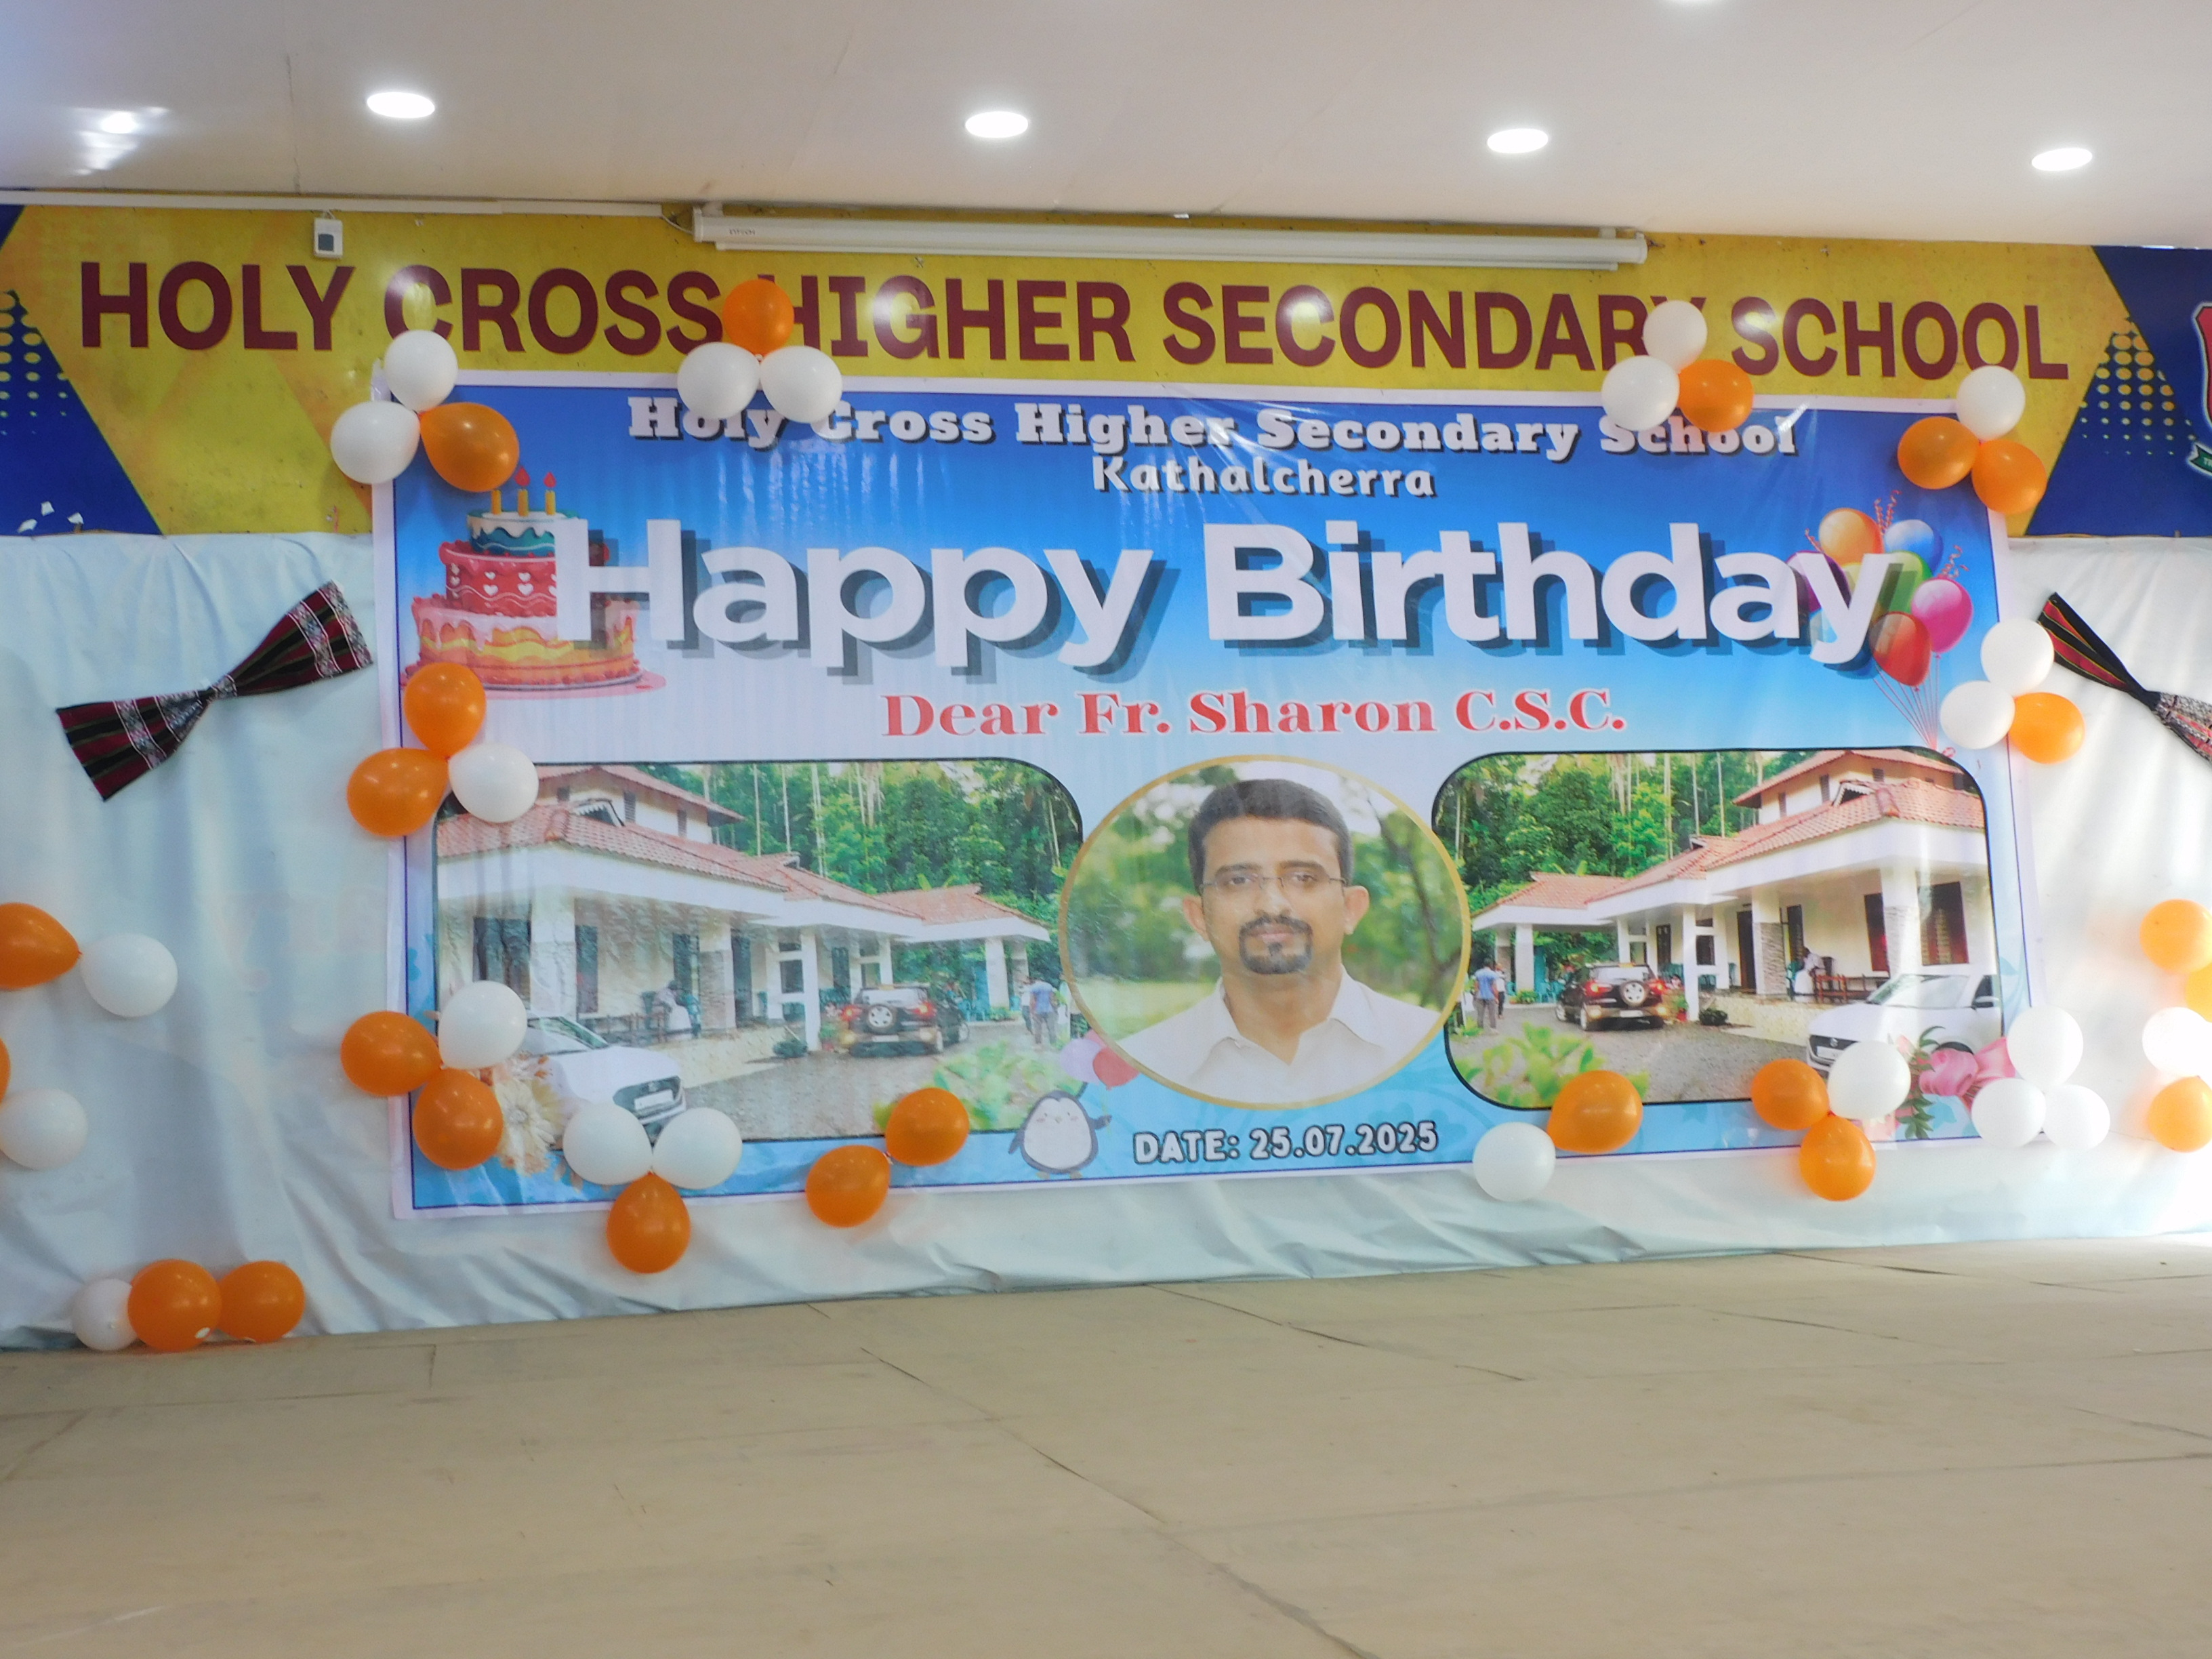 HOLY CROSS HIGHER SECONDARY SCHOOL
Holy Cross Higher Secondary School
Kathalcherra
Happy Birthday
Dear Fr. Sharon C.S.C.
DATE: 25.07.2025